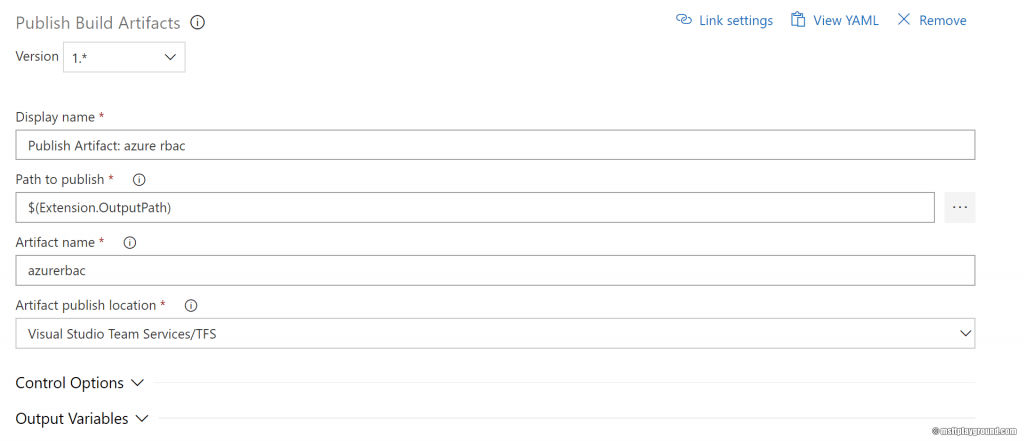 Publish Build Artifacts
Link settings
View YAML
Remove
Version 1.*
Display name *
Publish Artifact: azure rbac
Path to publish *
$(Extension.OutputPath)
...
Artifact name *
azurerbac
Artifact publish location *
Visual Studio Team Services/TFS
Control Options
Output Variables
@msftplayground.com